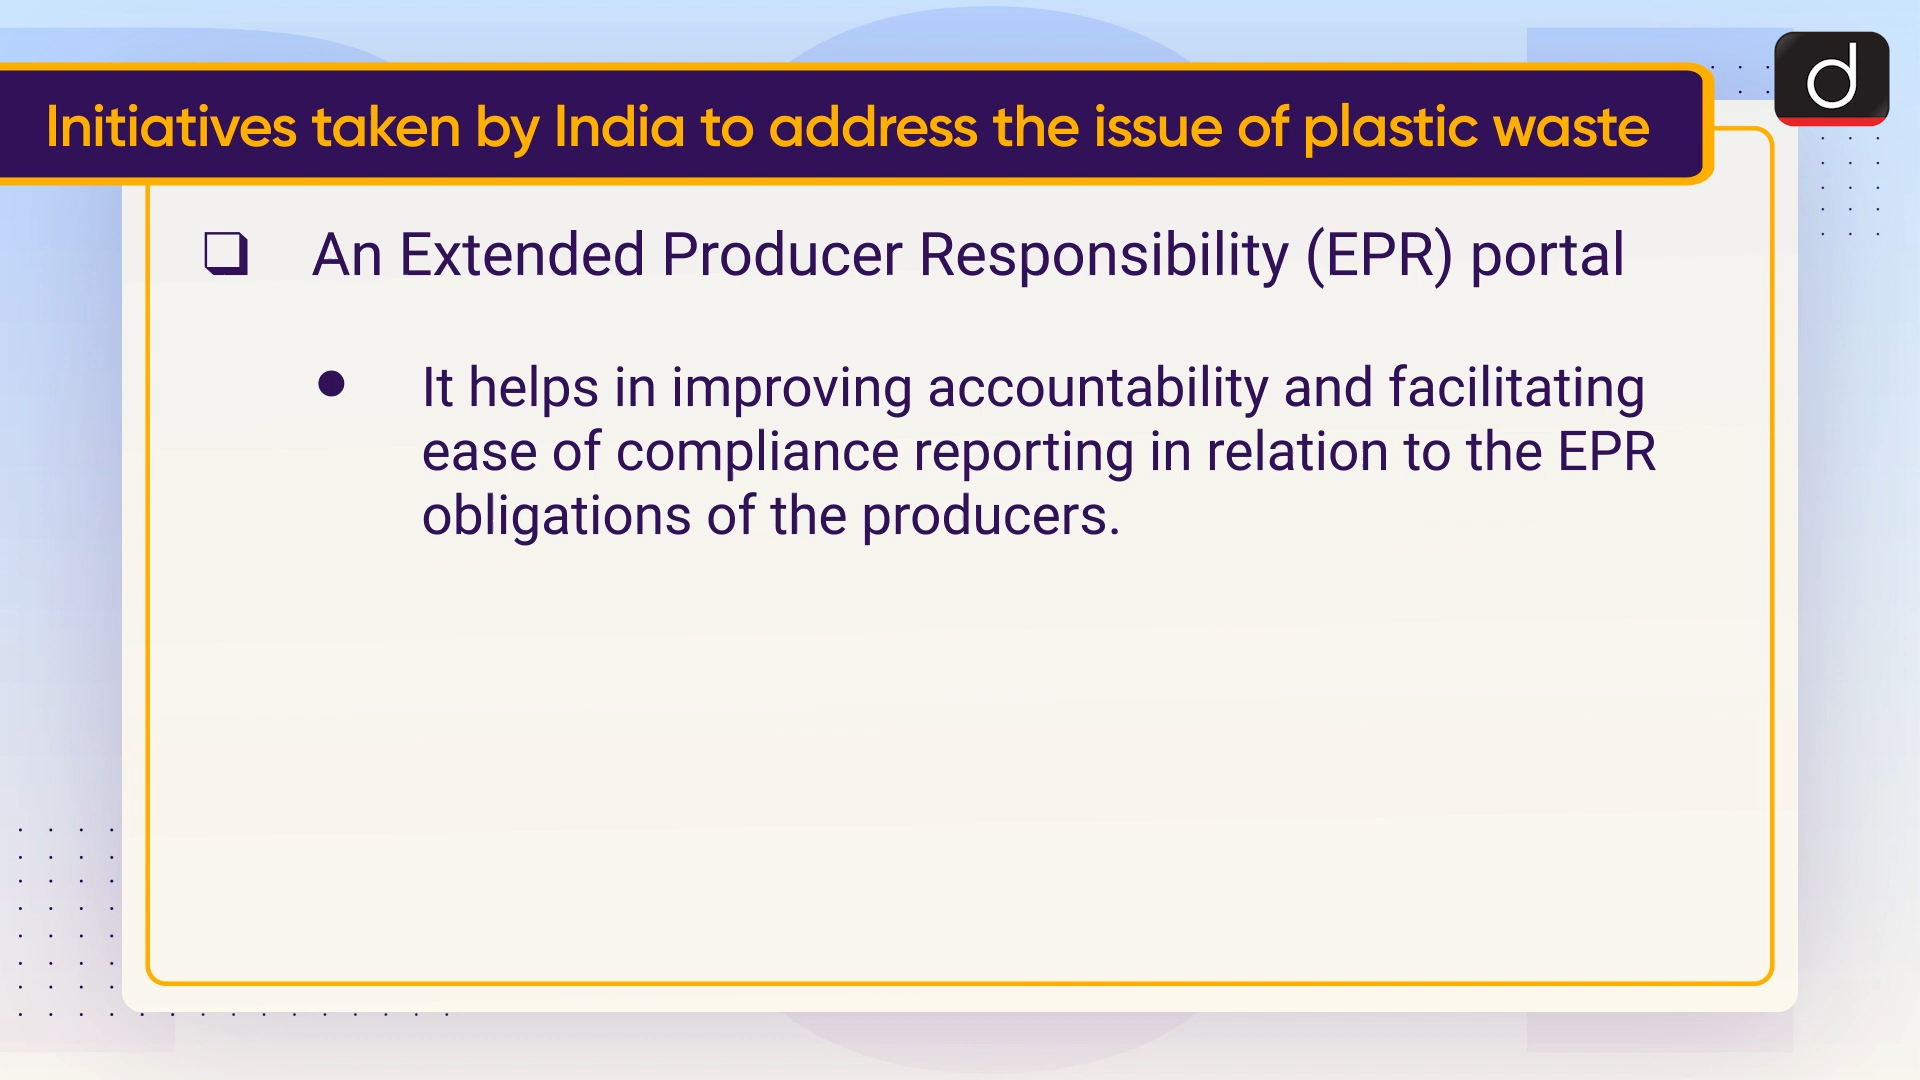 Initiatives taken by India to address the issue of plastic waste
d
❑ An Extended Producer Responsibility (EPR) portal
● It helps in improving accountability and facilitating
ease of compliance reporting in relation to the EPR
obligations of the producers.